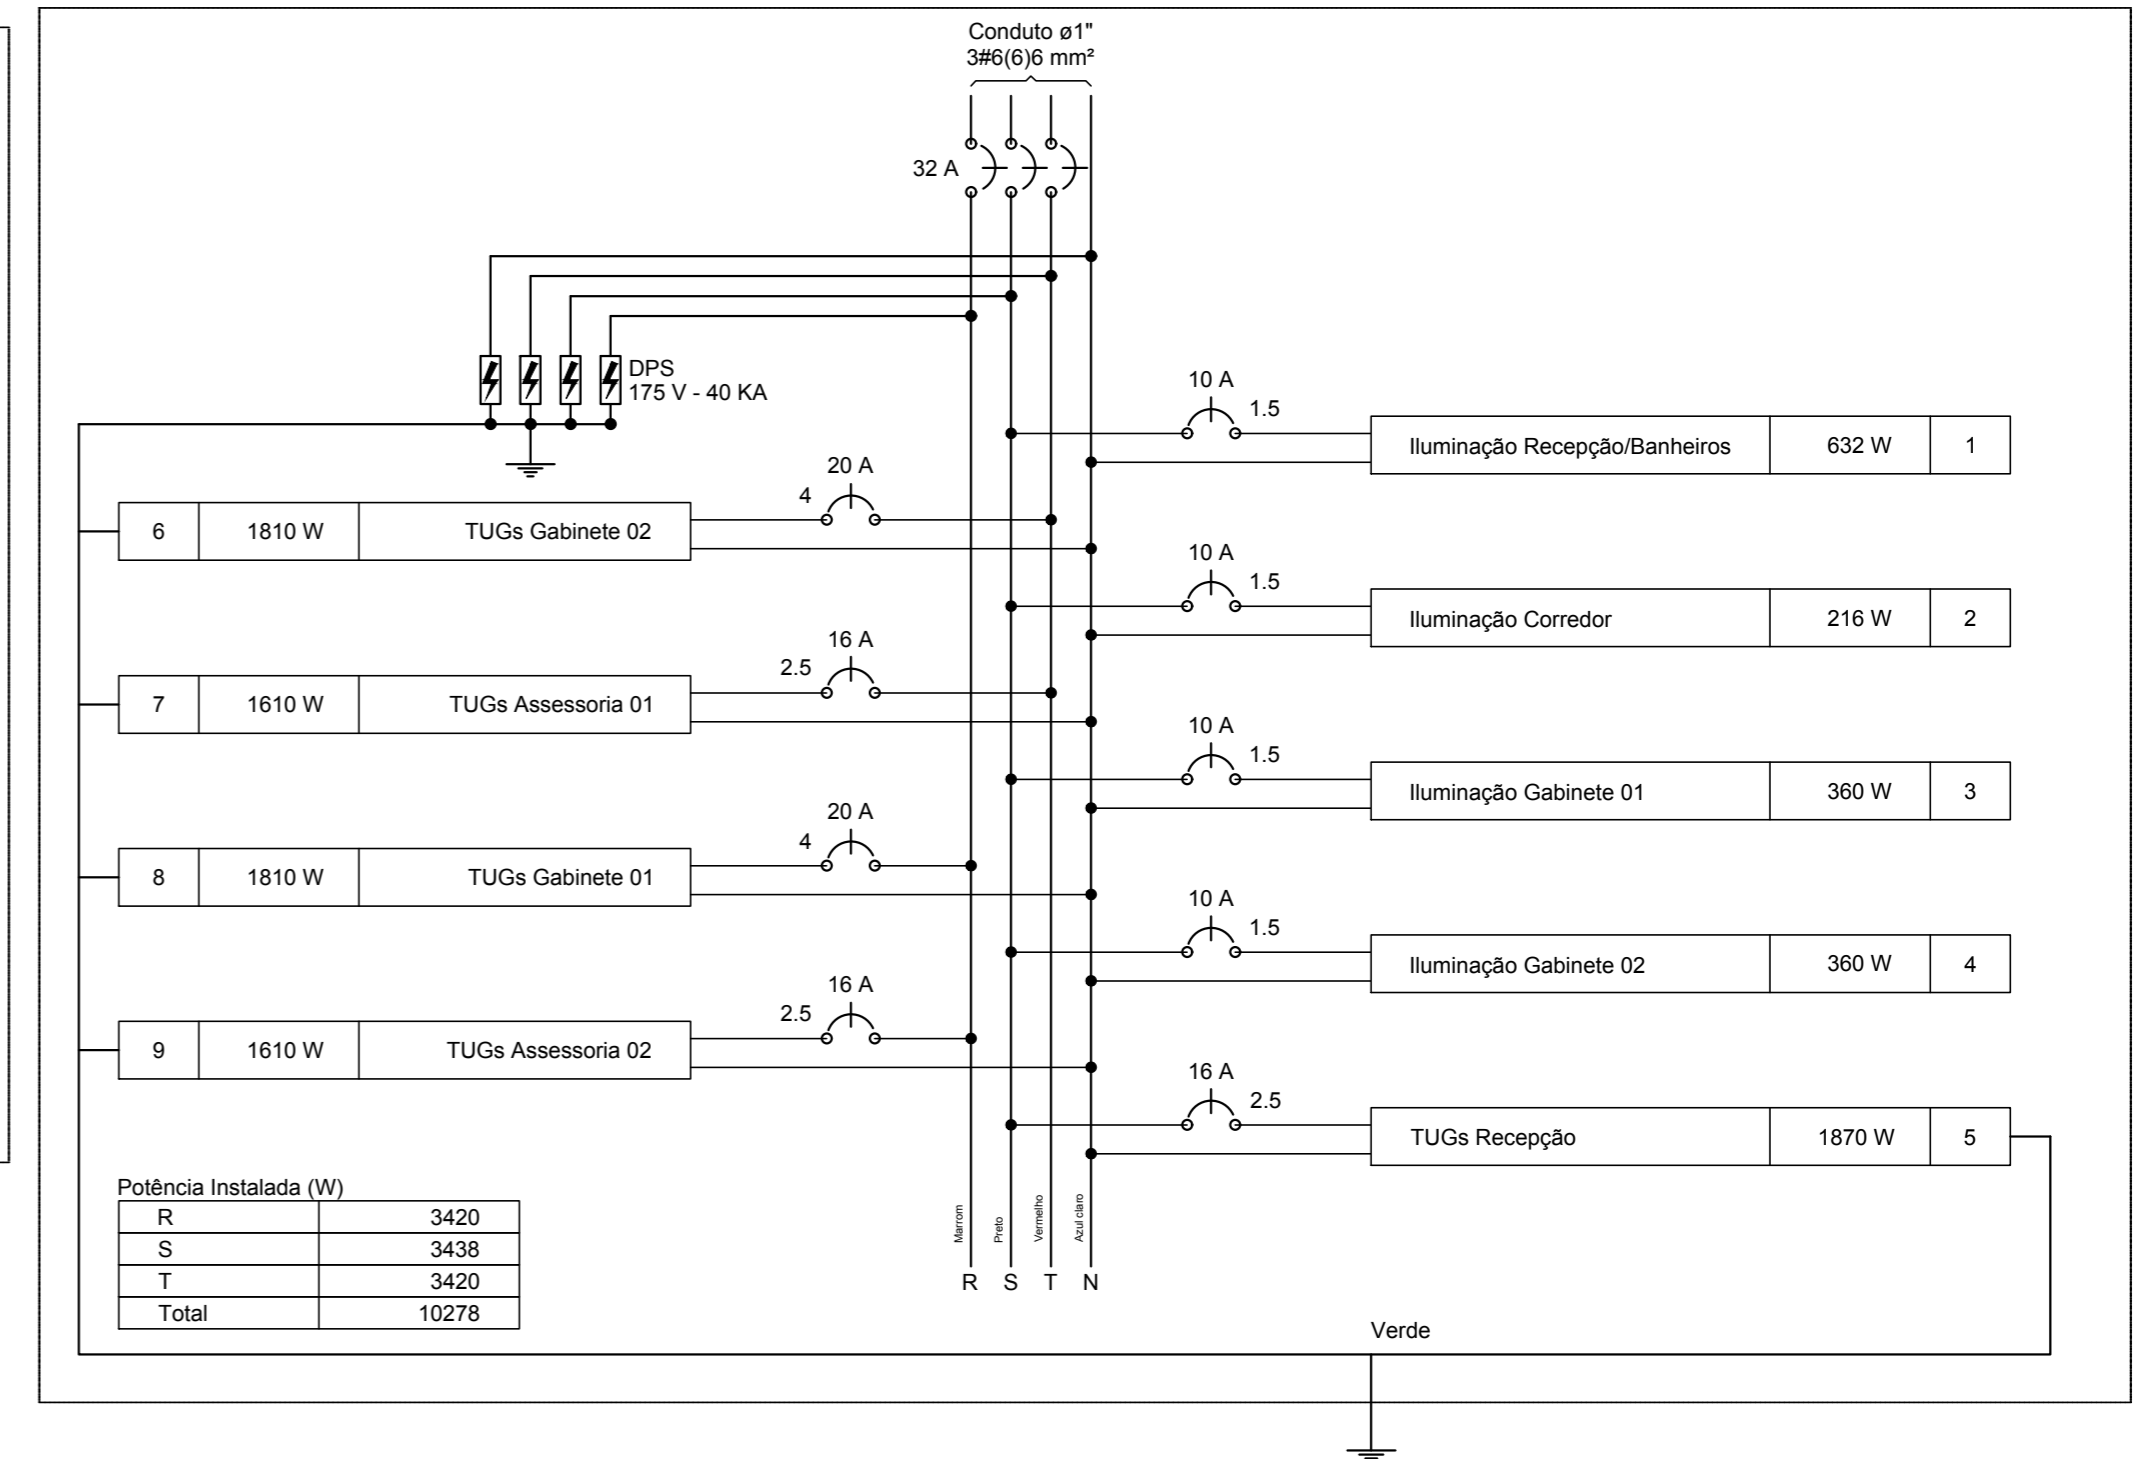 Conduto ø1"
3#6(6)6 mm²
32 A
DPS
175 V - 40 KA
10 A
1.5
Iluminação Recepção/Banheiros 632 W 1
20 A
4
6 1810 W TUGs Gabinete 02
10 A
1.5
Iluminação Corredor 216 W 2
16 A
2.5
7 1610 W TUGs Assessoria 01
10 A
1.5
Iluminação Gabinete 01 360 W 3
20 A
4
8 1810 W TUGs Gabinete 01
10 A
1.5
Iluminação Gabinete 02 360 W 4
16 A
2.5
9 1610 W TUGs Assessoria 02
16 A
2.5
TUGs Recepção 1870 W 5
Potência Instalada (W)
R 3420
S 3438
T 3420
Total 10278
Marrom
Preto
Vermelho
Azul claro
R S T N
Verde